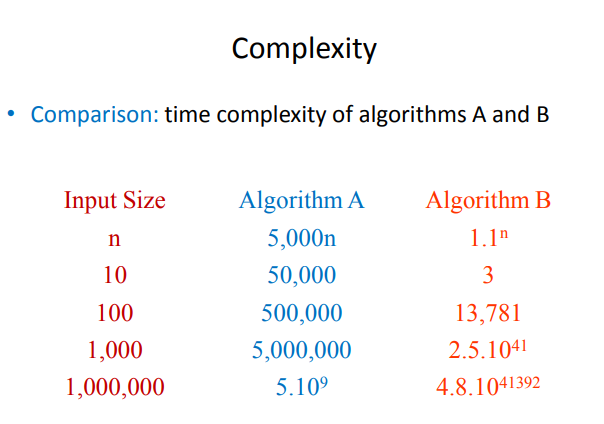 Complexity
• Comparison: time complexity of algorithms A and B
Input Size Algorithm A Algorithm B
n 5,000n 1.1ⁿ
10 50,000 3
100 500,000 13,781
1,000 5,000,000 2.5.10⁴¹
1,000,000 5.10⁹ 4.8.10⁴¹³⁹²